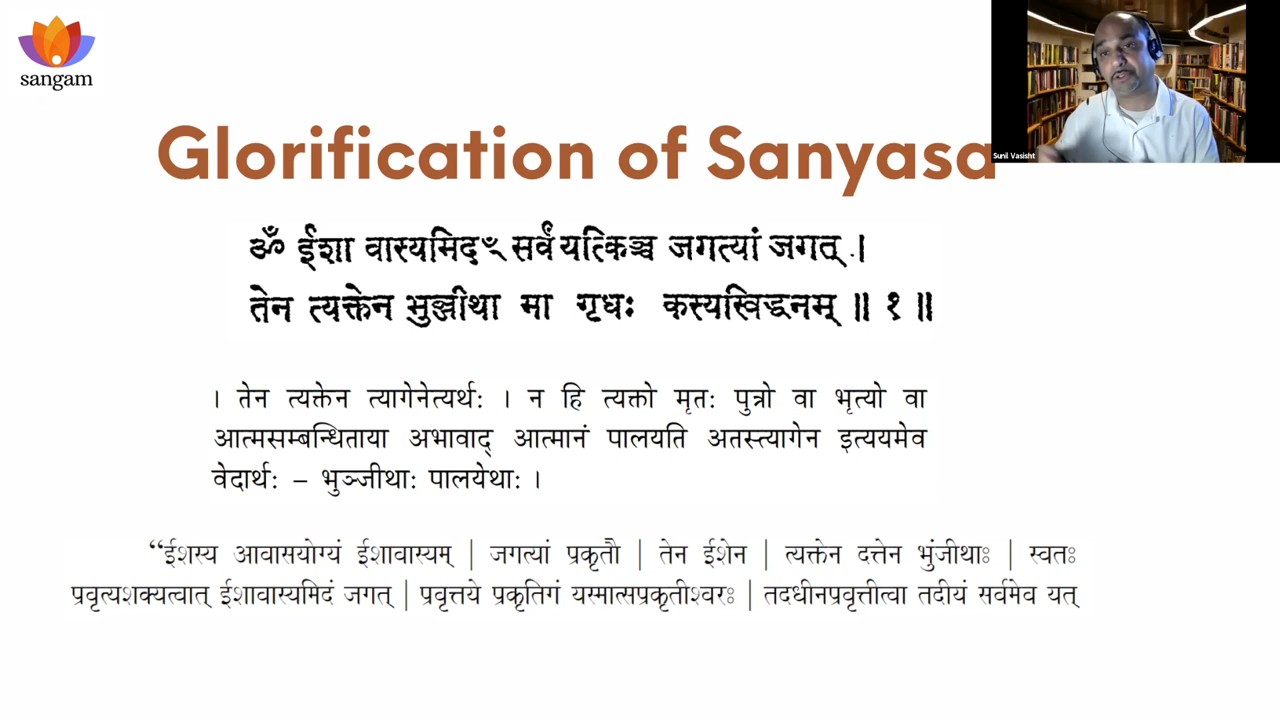 sangam
Glorification of Sanyasa
Sunil Vasisht
ॐ ईशा वास्यमिदꣳ सर्वं यत्किञ्च जगत्यां जगत् ।
तेन त्यक्तेन भुञ्जीथा मा गृधः कस्यस्विद्धनम् ॥ १ ॥
। तेन त्यक्तेन त्यागेनेत्यर्थः । न हि त्यक्तो मृतः पुत्रो वा भृत्यो वा
आत्मसम्बन्धिताया अभावाद् आत्मानं पालयति अतस्त्यागेन इत्ययमेव
वेदार्थः – भुञ्जीथाः पालयेथाः ।
“ईशस्य आवासयोग्यं ईशावास्यम् | जगत्यां प्रकृतौ | तेन ईशेन | त्यक्तेन दत्तेन भुंजीथाः | स्वतः
प्रवृत्यशक्यत्वात् ईशावास्यमिदं जगत् | प्रवृत्तये प्रकृतिगं यस्मात्सप्रकृतीश्वरः | तदधीनप्रवृत्तीत्वा तदीयं सर्वमेव यत्